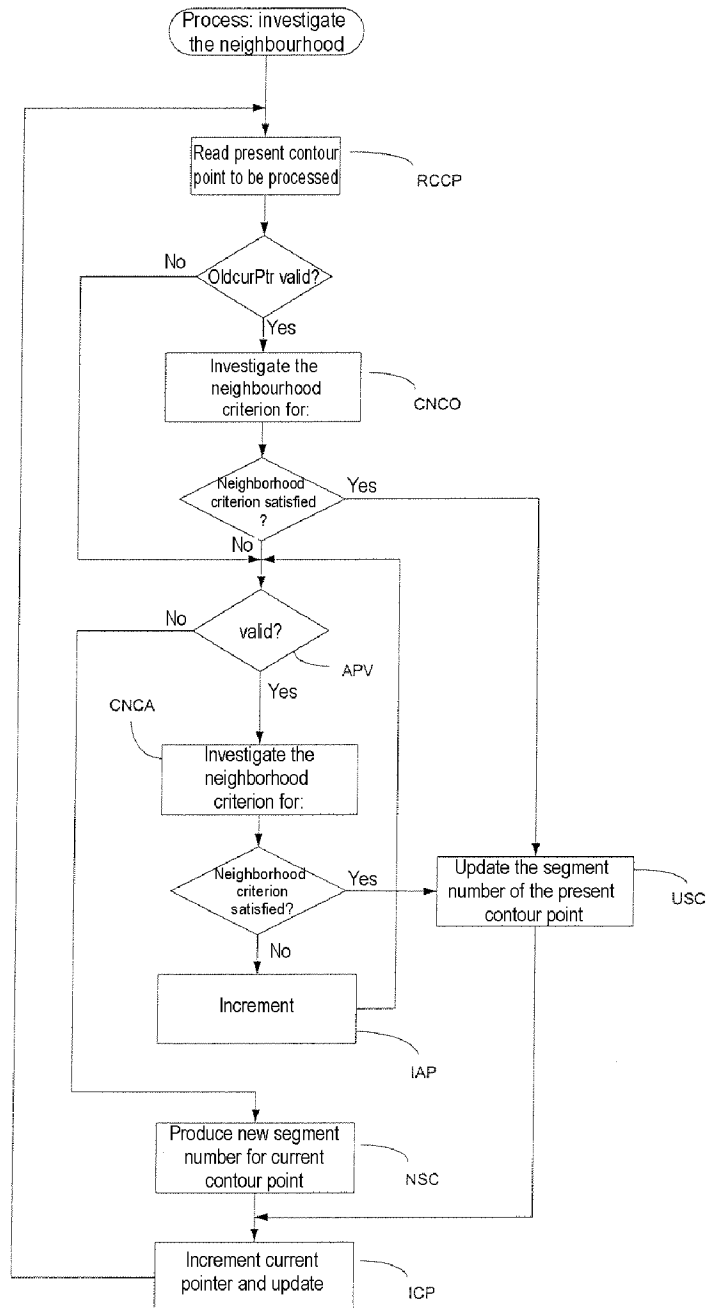 Process: investigate
the neighbourhood
Read present contour
point to be processed
RCCP
No
OldcurPtr valid?
Yes
Investigate the
neighbourhood
criterion for:
CNCO
Neighborhood
criterion satisfied
?
Yes
No
No
valid?
APV
Yes
CNCA
Investigate the
neighborhood
criterion for:
Neighborhood
criterion
satisfied?
Yes
Update the segment
number of the present
contour point
USC
No
Increment
IAP
Produce new segment
number for current
contour point
NSC
Increment current
pointer and update
ICP